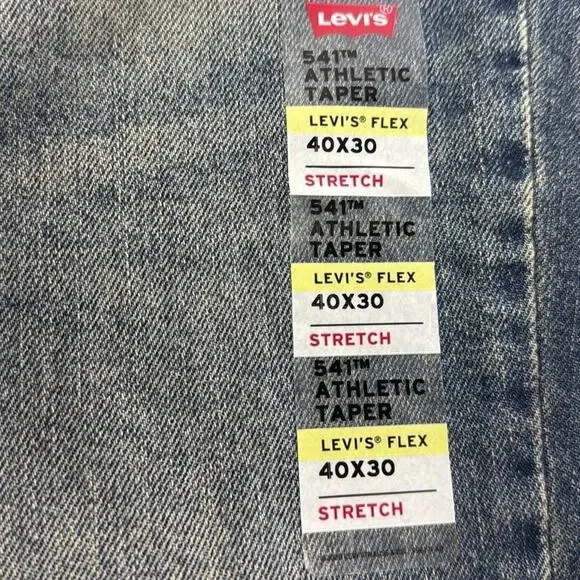 Levi's®
541™
ATHLETIC
TAPER
LEVI'S® FLEX
40X30
STRETCH
541™
ATHLETIC
TAPER
LEVI'S® FLEX
40X30
STRETCH
541™
ATHLETIC
TAPER
LEVI'S® FLEX
40X30
STRETCH